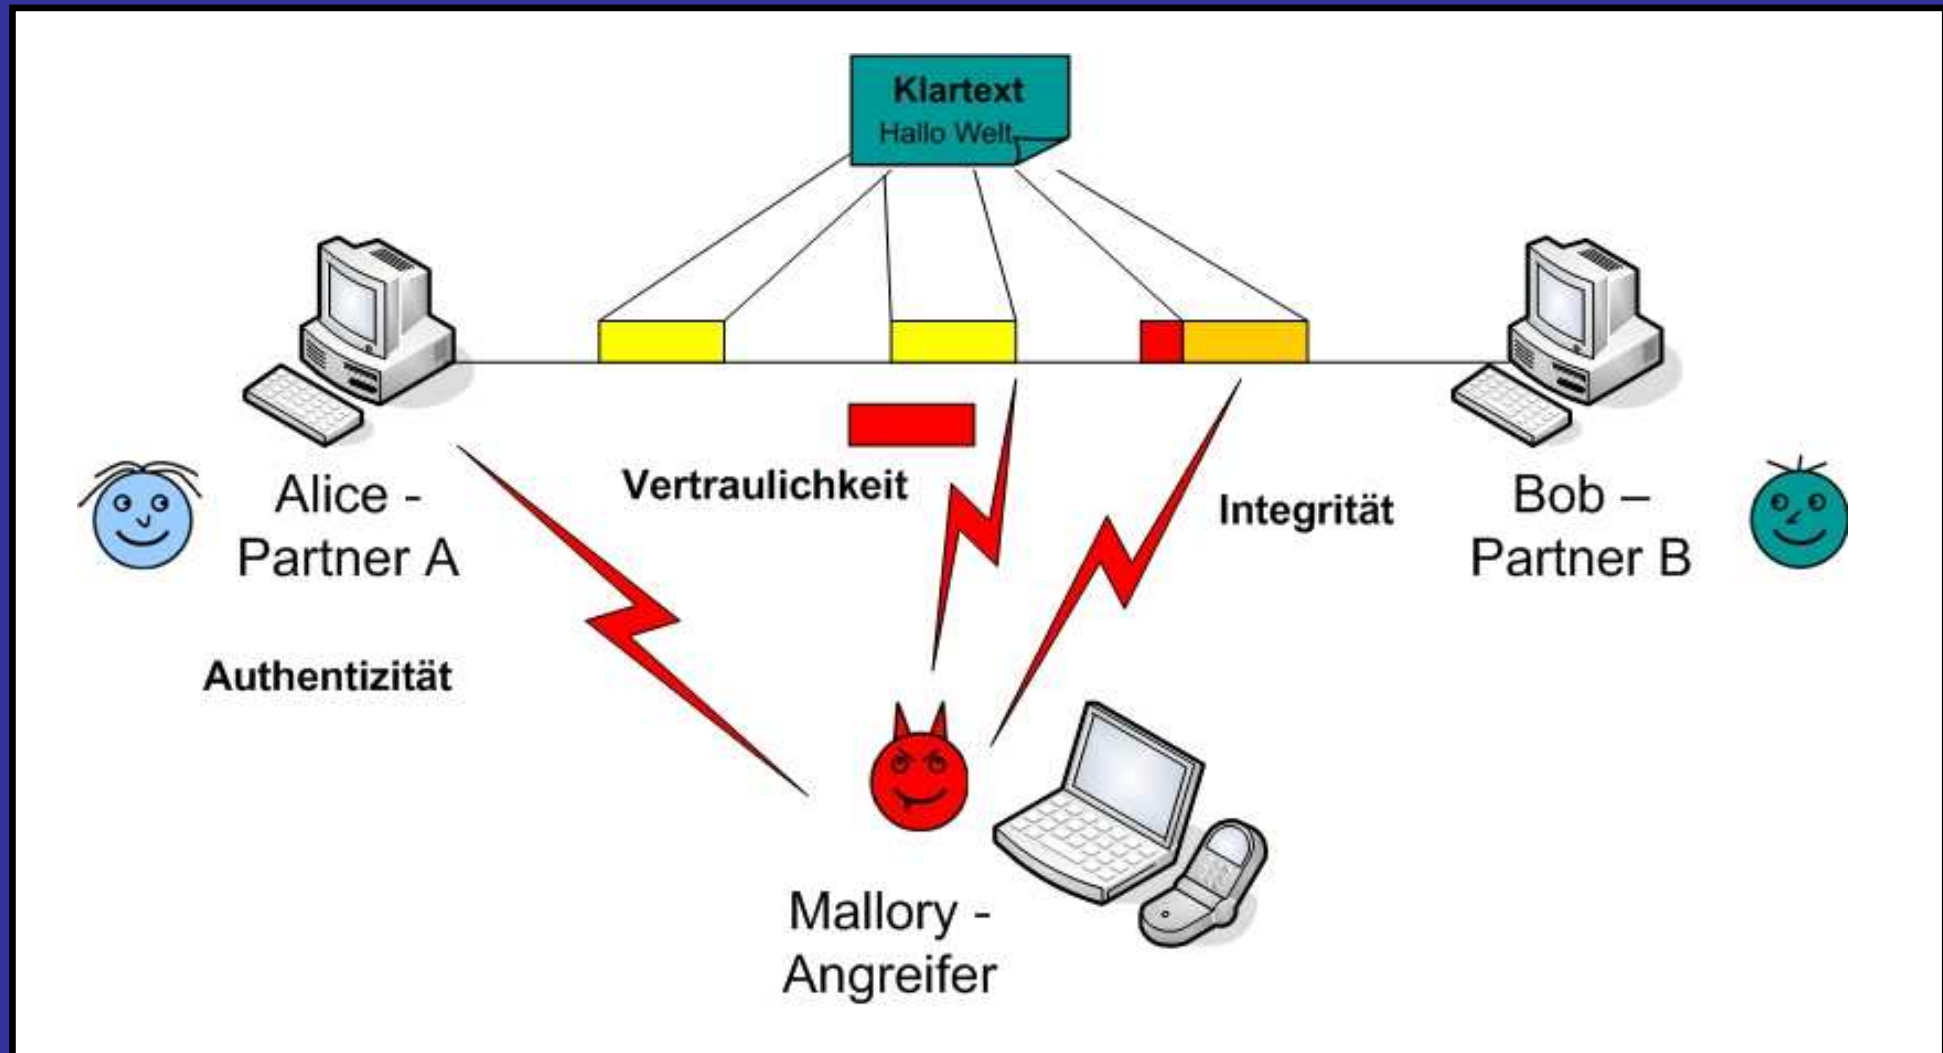 Klartext
Hallo Welt
Alice -
Partner A
Vertraulichkeit
Integrität
Bob –
Partner B
Authentizität
Mallory -
Angreifer